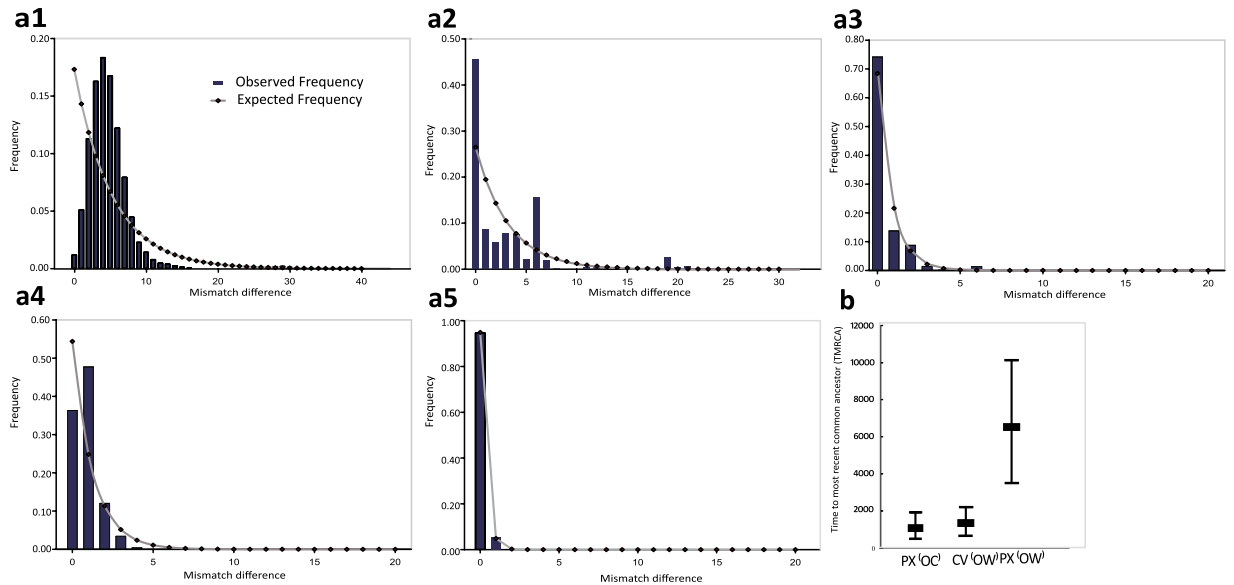 a1
0.20
0.15
0.10
0.05
0.00
Frequency
Observed Frequency
Expected Frequency
0 10 20 30 40
Mismatch difference
a2
0.50
0.40
0.30
0.20
0.10
0.00
Frequency
0 5 10 15 20 25 30
Mismatch difference
a3
0.80
0.70
0.60
0.50
0.40
0.30
0.20
0.10
0.00
Frequency
0 5 10 15 20
Mismatch difference
a4
0.60
0.50
0.40
0.30
0.20
0.10
0.00
Frequency
0 5 10 15 20
Mismatch difference
a5
1.00
0.80
0.60
0.40
0.20
0.00
Frequency
0 5 10 15 20
Mismatch difference
b
12000
10000
8000
6000
4000
2000
0
Time to most recent common ancestor (TMRCA)
PX (OC) CV (OW) PX (OW)